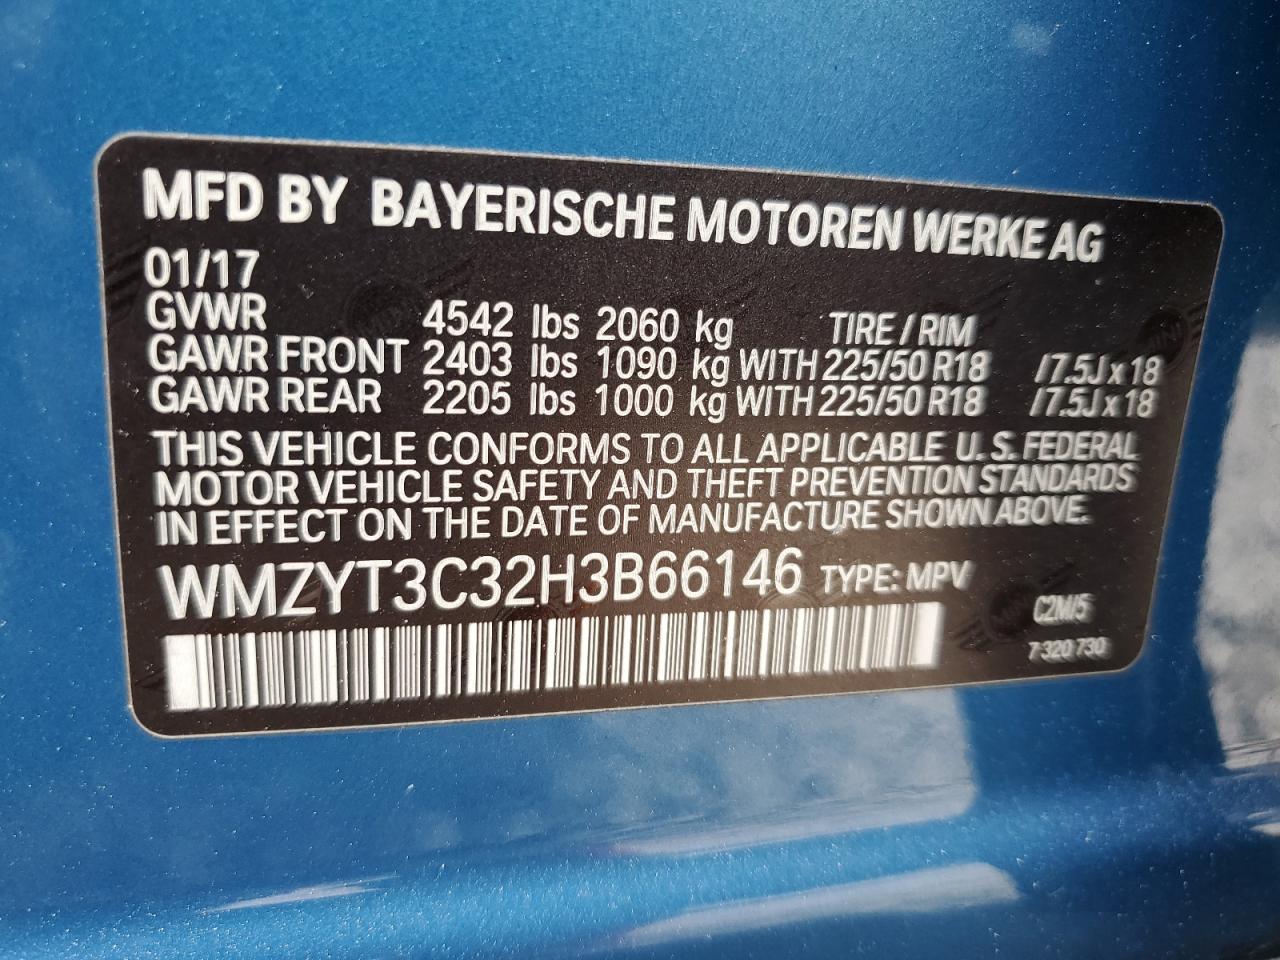 MFD BY BAYERISCHE MOTOREN WERKE AG
01/17
GVWR 4542 lbs 2060 kg TIRE / RIM
GAWR FRONT 2403 lbs 1090 kg WITH 225/50 R18 / 7.5J x 18
GAWR REAR 2205 lbs 1000 kg WITH 225/50 R18 / 7.5J x 18
THIS VEHICLE CONFORMS TO ALL APPLICABLE U.S. FEDERAL
MOTOR VEHICLE SAFETY AND THEFT PREVENTION STANDARDS
IN EFFECT ON THE DATE OF MANUFACTURE SHOWN ABOVE.
WMZYT3C32H3B66146 TYPE: MPV
C2M/5
7 320 730